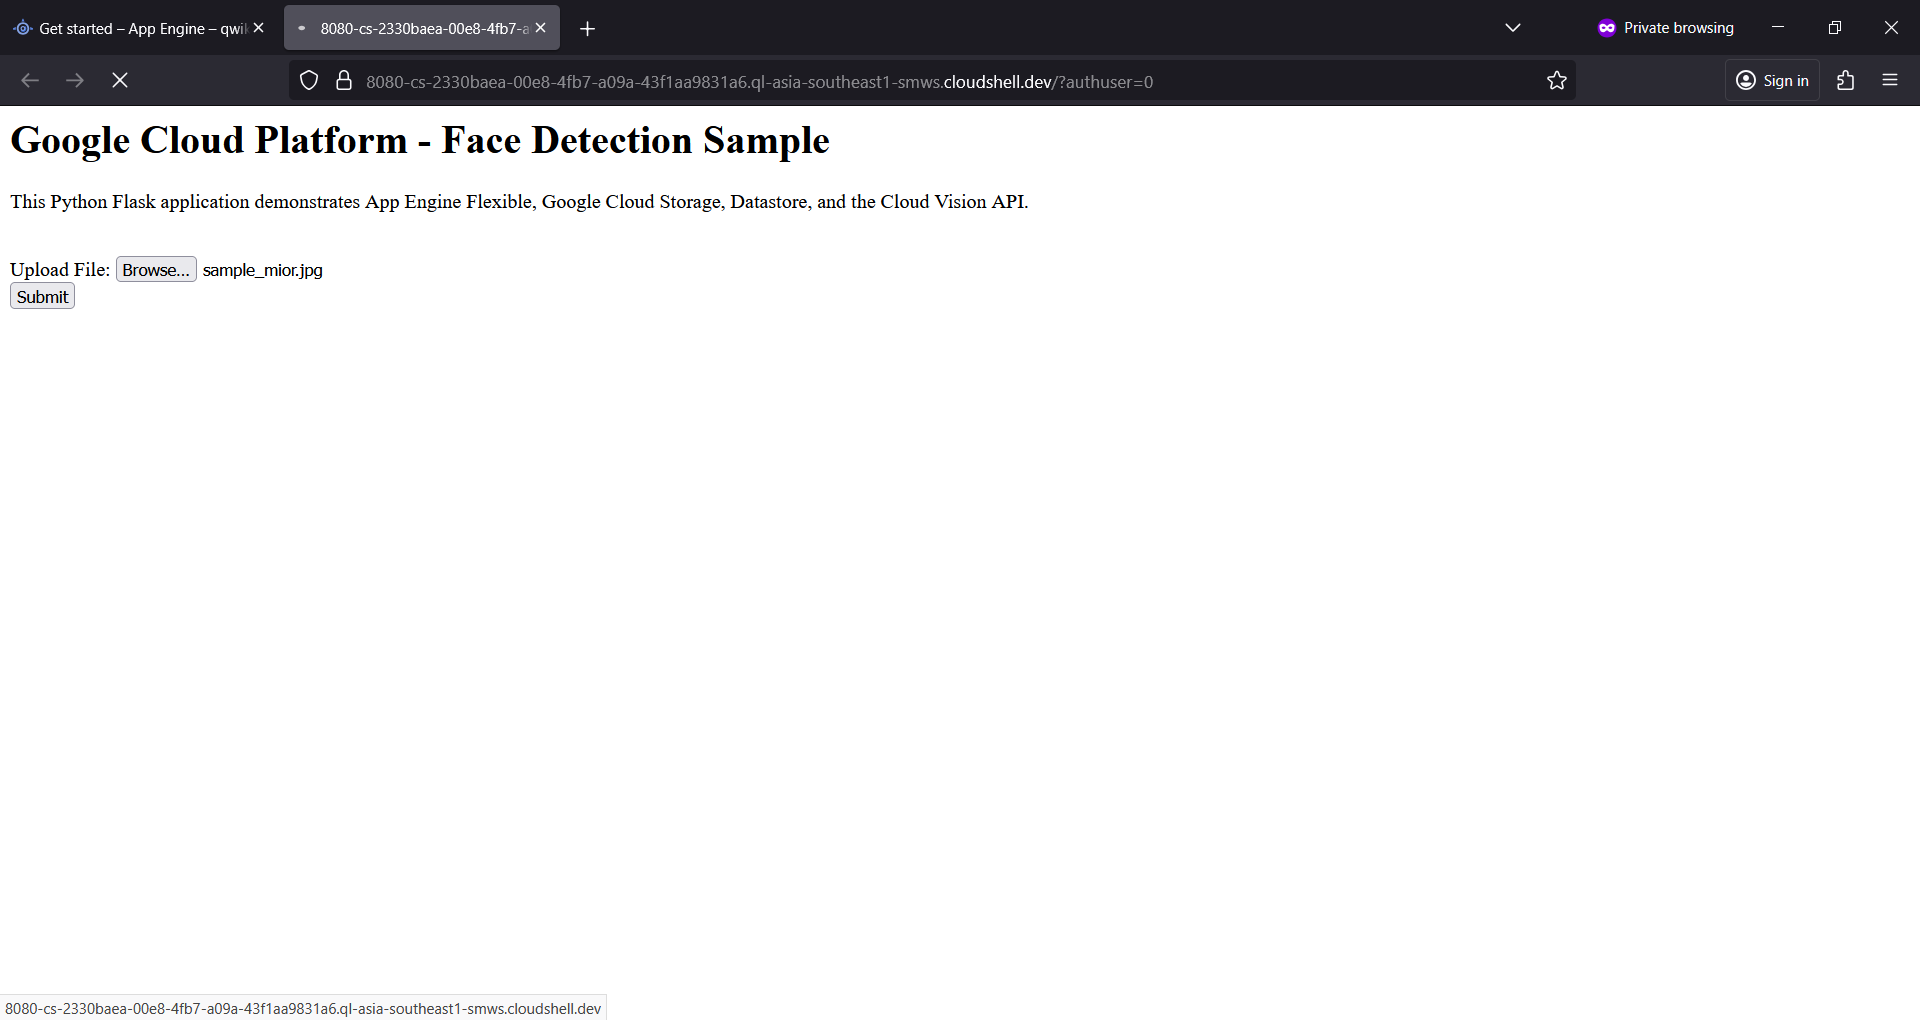 Get started – App Engine – qwi
8080-cs-2330baea-00e8-4fb7-a
Private browsing
8080-cs-2330baea-00e8-4fb7-a09a-43f1aa9831a6.ql-asia-southeast1-smws.cloudshell.dev/?authuser=0
Sign in
Google Cloud Platform - Face Detection Sample
This Python Flask application demonstrates App Engine Flexible, Google Cloud Storage, Datastore, and the Cloud Vision API.
Upload File: Browse... sample_mior.jpg
Submit
8080-cs-2330baea-00e8-4fb7-a09a-43f1aa9831a6.ql-asia-southeast1-smws.cloudshell.dev